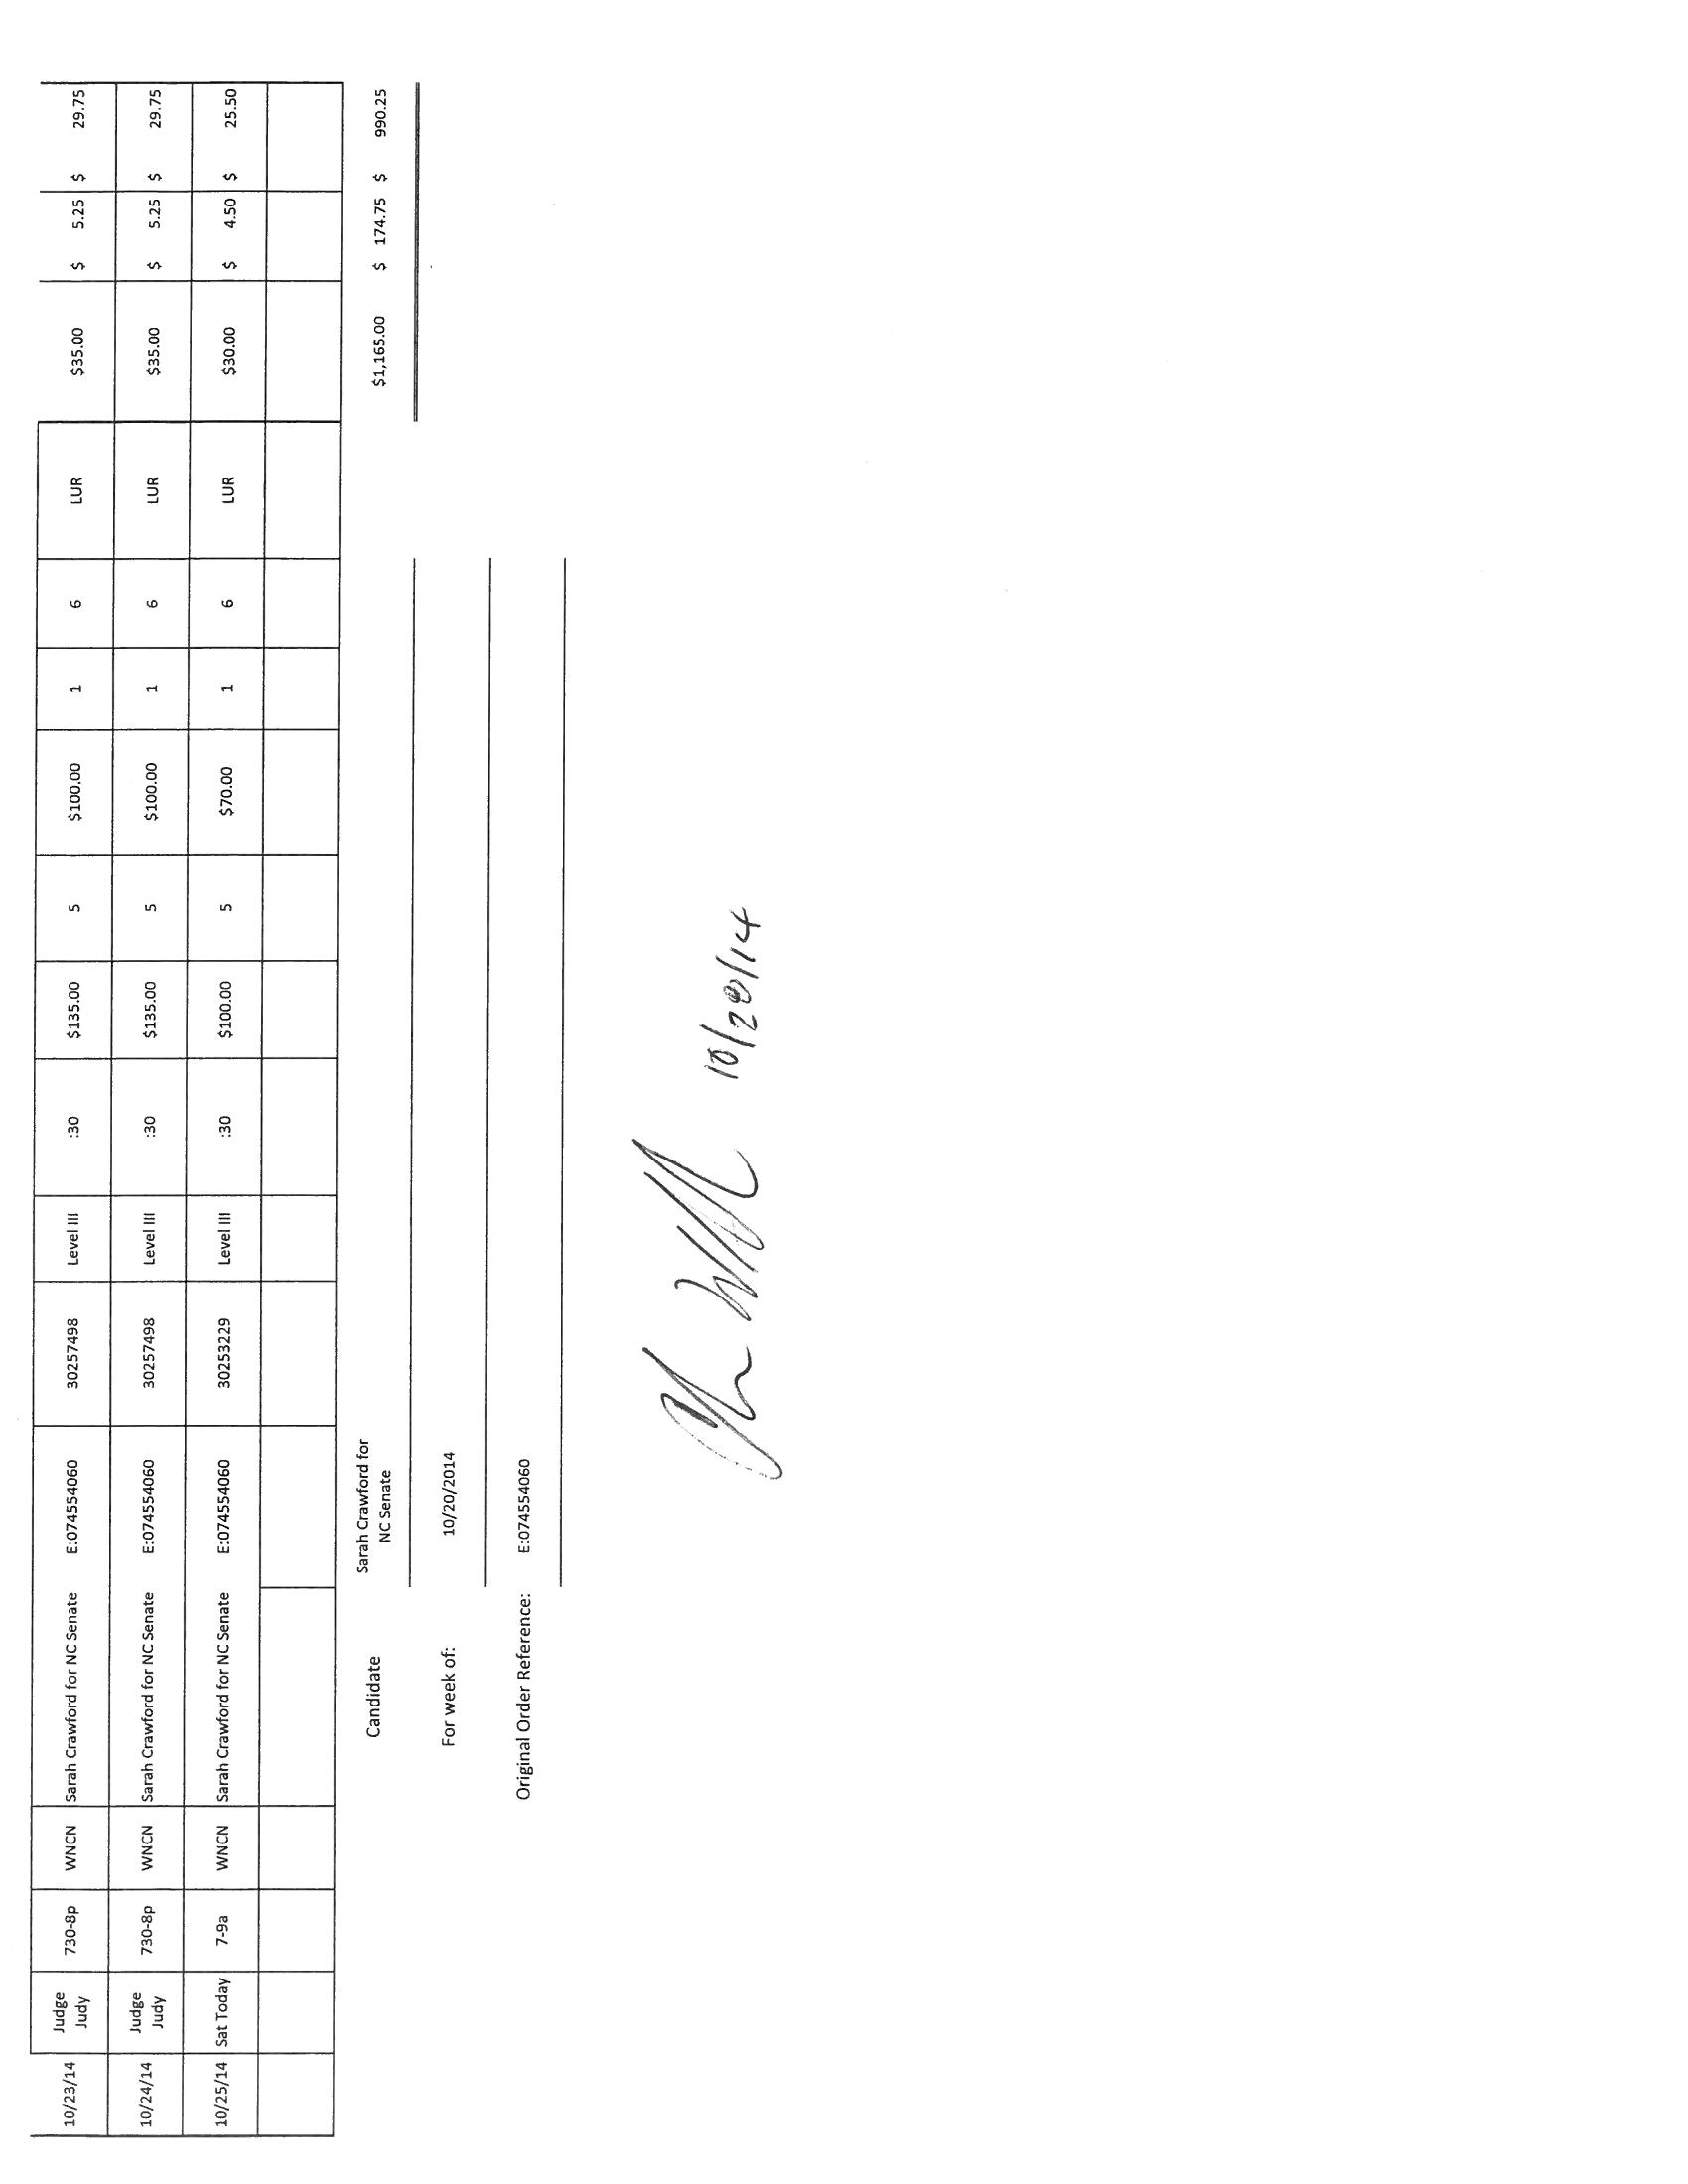 10/23/14 Judge Judy 730-8p WNCN Sarah Crawford for NC Senate E:074554060 30257498 Level III :30 $135.00 5 $100.00 1 6 LUR $35.00 $ 5.25 $ 29.75
10/24/14 Judge Judy 730-8p WNCN Sarah Crawford for NC Senate E:074554060 30257498 Level III :30 $135.00 5 $100.00 1 6 LUR $35.00 $ 5.25 $ 29.75
10/25/14 Sat Today 7-9a WNCN Sarah Crawford for NC Senate E:074554060 30253229 Level III :30 $100.00 5 $70.00 1 6 LUR $30.00 $ 4.50 $ 25.50
Candidate Sarah Crawford for NC Senate $1,165.00 $ 174.75 $ 990.25
For week of: 10/20/2014
Original Order Reference: E:074554060
10/28/14